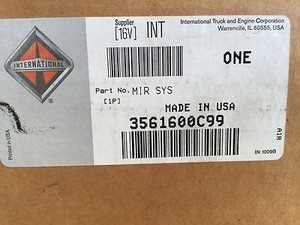 Supplier
[16V] INT
International Truck and Engine Corporation
Warrenville, IL 60555, USA
INTERNATIONAL
ONE
Part No. MIR SYS
[1P]
MADE IN USA
3561600C99
Printed in USA
A1R
IN 1009B